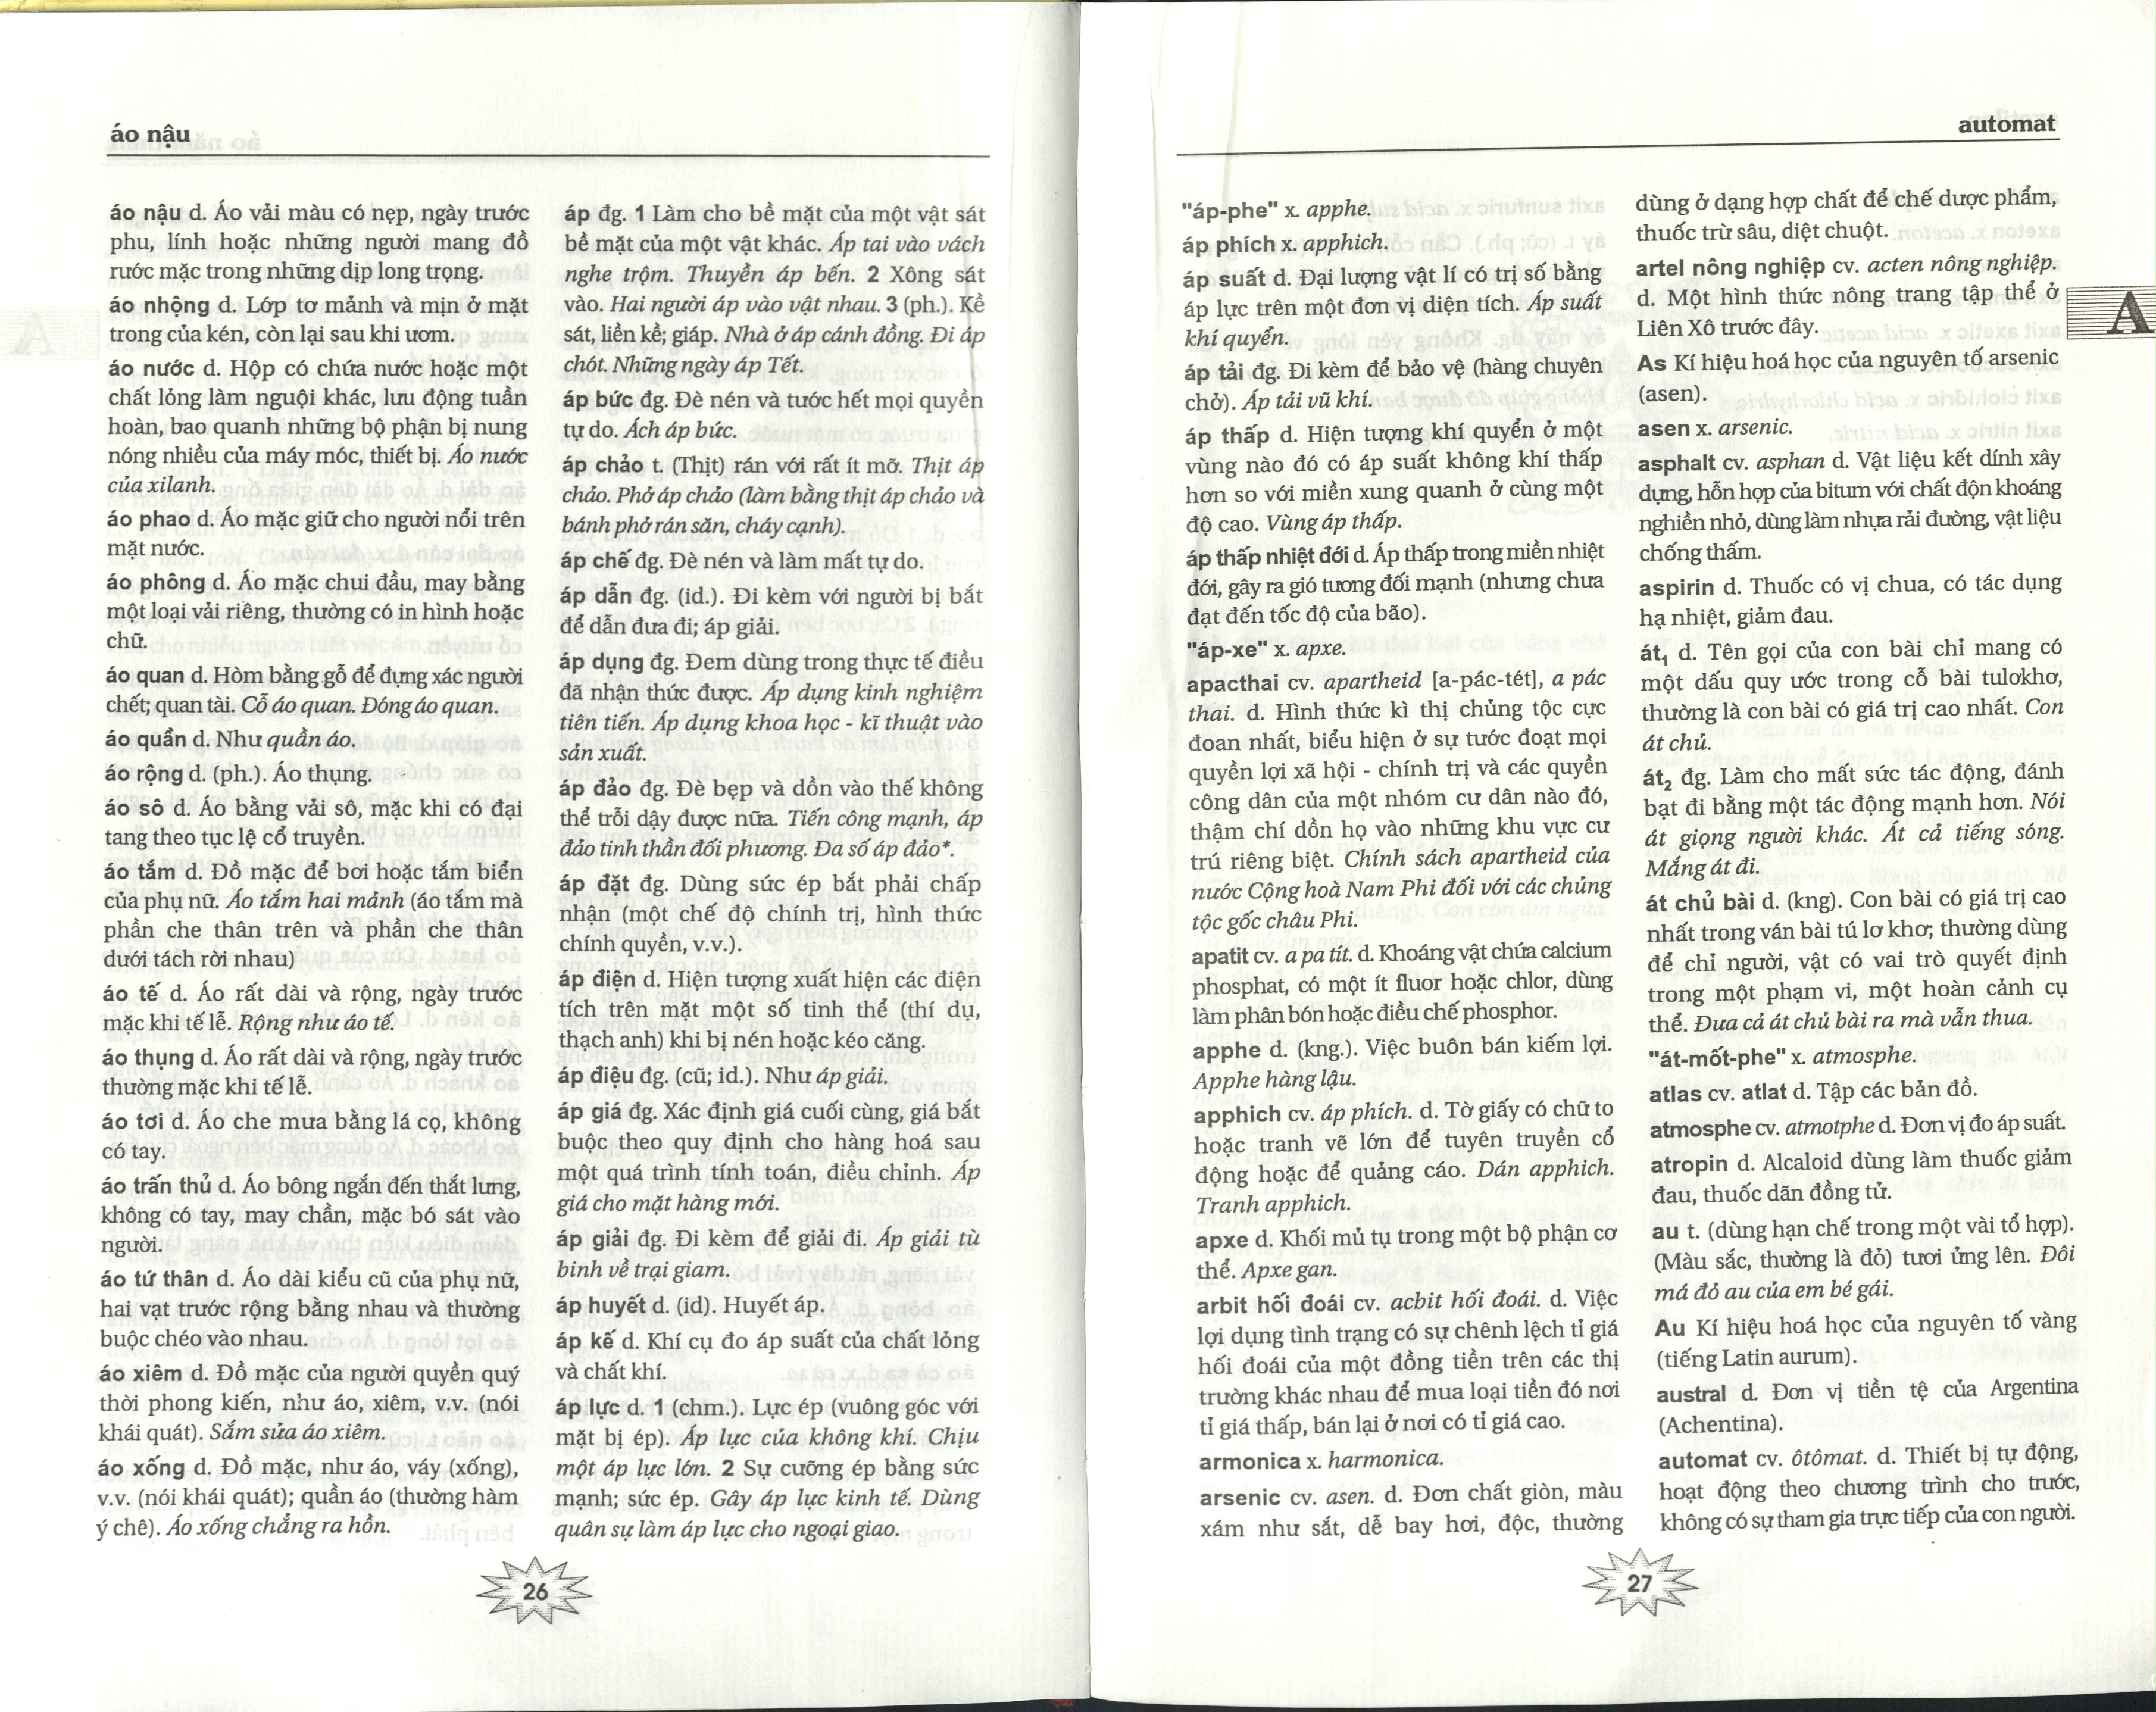 áo nậu
áo nậu d. Áo vải màu có nẹp, ngày trước
phu, lính hoặc những người mang đồ
rước mặc trong những dịp long trọng.
áo nhộng d. Lớp tơ mảnh và mịn ở mặt
trong của kén, còn lại sau khi ươm.
áo nước d. Hộp có chứa nước hoặc một
chất lỏng làm nguội khác, lưu động tuần
hoàn, bao quanh những bộ phận bị nung
nóng nhiều của máy móc, thiết bị. Áo nước
của xilanh.
áo phao d. Áo mặc giữ cho người nổi trên
mặt nước.
áo phông d. Áo mặc chui đầu, may bằng
một loại vải riêng, thường có in hình hoặc
chữ.
áo quan d. Hòm bằng gỗ để đựng xác người
chết; quan tài. Cỗ áo quan. Đóng áo quan.
áo quần d. Như quần áo.
áo rộng d. (ph.). Áo thụng.
áo sô d. Áo bằng vải sô, mặc khi có đại
tang theo tục lệ cổ truyền.
áo tắm d. Đồ mặc để bơi hoặc tắm biển
của phụ nữ. Áo tắm hai mảnh (áo tắm mà
phần che thân trên và phần che thân
dưới tách rời nhau)
áo tế d. Áo rất dài và rộng, ngày trước
mặc khi tế lễ. Rộng như áo tế.
áo thụng d. Áo rất dài và rộng, ngày trước
thường mặc khi tế lễ.
áo tơi d. Áo che mưa bằng lá cọ, không
có tay.
áo trấn thủ d. Áo bông ngắn đến thắt lưng,
không có tay, may chần, mặc bó sát vào
người.
áo tứ thân d. Áo dài kiểu cũ của phụ nữ,
hai vạt trước rộng bằng nhau và thường
buộc chéo vào nhau.
áo xiêm d. Đồ mặc của người quyền quý
thời phong kiến, như áo, xiêm, v.v. (nói
khái quát). Sắm sửa áo xiêm.
áo xống d. Đồ mặc, như áo, váy (xống),
v.v. (nói khái quát); quần áo (thường hàm
ý chê). Áo xống chẳng ra hồn.
áp đg. 1 Làm cho bề mặt của một vật sát
bề mặt của một vật khác. Áp tai vào vách
nghe trộm. Thuyền áp bến. 2 Xông sát
vào. Hai người áp vào vật nhau. 3 (ph.). Kề
sát, liền kề; giáp. Nhà ở áp cánh đồng. Đi áp
chót. Những ngày áp Tết.
áp bức đg. Đè nén và tước hết mọi quyền
tự do. Ách áp bức.
áp chảo t. (Thịt) rán với rất ít mỡ. Thịt áp
chảo. Phở áp chảo (làm bằng thịt áp chảo và
bánh phở rán săn, cháy cạnh).
áp chế đg. Đè nén và làm mất tự do.
áp dẫn đg. (id.). Đi kèm với người bị bắt
để dẫn đưa đi; áp giải.
áp dụng đg. Đem dùng trong thực tế điều
đã nhận thức được. Áp dụng kinh nghiệm
tiên tiến. Áp dụng khoa học - kĩ thuật vào
sản xuất.
áp đảo đg. Đè bẹp và dồn vào thế không
thể trỗi dậy được nữa. Tiến công mạnh, áp
đảo tinh thần đối phương. Đa số áp đảo*.
áp đặt đg. Dùng sức ép bắt phải chấp
nhận (một chế độ chính trị, hình thức
chính quyền, v.v.).
áp điện d. Hiện tượng xuất hiện các điện
tích trên mặt một số tinh thể (thí dụ,
thạch anh) khi bị nén hoặc kéo căng.
áp điệu đg. (cũ; id.). Như áp giải.
áp giá đg. Xác định giá cuối cùng, giá bắt
buộc theo quy định cho hàng hoá sau
một quá trình tính toán, điều chỉnh. Áp
giá cho mặt hàng mới.
áp giải đg. Đi kèm để giải đi. Áp giải tù
binh về trại giam.
áp huyết d. (id). Huyết áp.
áp kế d. Khí cụ đo áp suất của chất lỏng
và chất khí.
áp lực d. 1 (chm.). Lực ép (vuông góc với
mặt bị ép). Áp lực của không khí. Chịu
một áp lực lớn. 2 Sự cưỡng ép bằng sức
mạnh; sức ép. Gây áp lực kinh tế. Dùng
quân sự làm áp lực cho ngoại giao.
26
automat
"áp-phe" x. apphe.
áp phích x. apphich.
áp suất d. Đại lượng vật lí có trị số bằng
áp lực trên một đơn vị diện tích. Áp suất
khí quyển.
áp tải đg. Đi kèm để bảo vệ (hàng chuyên
chở). Áp tải vũ khí.
áp thấp d. Hiện tượng khí quyển ở một
vùng nào đó có áp suất không khí thấp
hơn so với miền xung quanh ở cùng một
độ cao. Vùng áp thấp.
áp thấp nhiệt đới d. Áp thấp trong miền nhiệt
đói, gây ra gió tương đối mạnh (nhưng chưa
đạt đến tốc độ của bão).
"áp-xe" x. apxe.
apacthai cv. apartheid [a-pác-tét], a pác
thai. d. Hình thức kì thị chủng tộc cực
đoan nhất, biểu hiện ở sự tước đoạt mọi
quyền lợi xã hội - chính trị và các quyền
công dân của một nhóm cư dân nào đó,
thậm chí dồn họ vào những khu vực cư
trú riêng biệt. Chính sách apartheid của
nước Cộng hoà Nam Phi đối với các chủng
tộc gốc châu Phi.
apatit cv. a pa tít. d. Khoáng vật chứa calcium
phosphat, có một ít fluor hoặc chlor, dùng
làm phân bón hoặc điều chế phosphor.
apphe d. (kng.). Việc buôn bán kiếm lợi.
Apphe hàng lậu.
apphich cv. áp phích. d. Tờ giấy có chữ to
hoặc tranh vẽ lớn để tuyên truyền cổ
động hoặc để quảng cáo. Dán apphich.
Tranh apphich.
apxe d. Khối mủ tụ trong một bộ phận cơ
thể. Apxe gan.
arbit hối đoái cv. acbit hối đoái. d. Việc
lợi dụng tình trạng có sự chênh lệch tỉ giá
hối đoái của một đồng tiền trên các thị
trường khác nhau để mua loại tiền đó nơi
tỉ giá thấp, bán lại ở nơi có tỉ giá cao.
armonica x. harmonica.
arsenic cv. asen. d. Đơn chất giòn, màu
xám như sắt, dễ bay hơi, độc, thường
dùng ở dạng hợp chất để chế dược phẩm,
thuốc trừ sâu, diệt chuột.
artel nông nghiệp cv. acten nông nghiệp.
d. Một hình thức nông trang tập thể ở
Liên Xô trước đây.
As Kí hiệu hoá học của nguyên tố arsenic
(asen).
asen x. arsenic.
asphalt cv. asphan d. Vật liệu kết dính xây
dựng, hỗn hợp của bitum với chất độn khoáng
nghiền nhỏ, dùng làm nhựa rải đường, vật liệu
chống thấm.
aspirin d. Thuốc có vị chua, có tác dụng
hạ nhiệt, giảm đau.
át₁ d. Tên gọi của con bài chỉ mang có
một dấu quy ước trong cỗ bài tulokhơ,
thường là con bài có giá trị cao nhất. Con
át chủ.
át₂ đg. Làm cho mất sức tác động, đánh
bạt đi bằng một tác động mạnh hơn. Nói
át giọng người khác. Át cả tiếng sóng.
Mắng át đi.
át chủ bài d. (kng). Con bài có giá trị cao
nhất trong ván bài tú lơ khơ; thường dùng
để chỉ người, vật có vai trò quyết định
trong một phạm vi, một hoàn cảnh cụ
thể. Đưa cả át chủ bài ra mà vẫn thua.
"át-mốt-phe" x. atmosphe.
atlas cv. atlat d. Tập các bản đồ.
atmosphe cv. atmotphe d. Đơn vị đo áp suất.
atropin d. Alcaloid dùng làm thuốc giảm
đau, thuốc dãn đồng tử.
au t. (dùng hạn chế trong một vài tổ hợp).
(Màu sắc, thường là đỏ) tươi ửng lên. Đôi
má đỏ au của em bé gái.
Au Kí hiệu hoá học của nguyên tố vàng
(tiếng Latin aurum).
austral d. Đơn vị tiền tệ của Argentina
(Achentina).
automat cv. ôtômat. d. Thiết bị tự động,
hoạt động theo chương trình cho trước,
không có sự tham gia trực tiếp của con người.
A
27